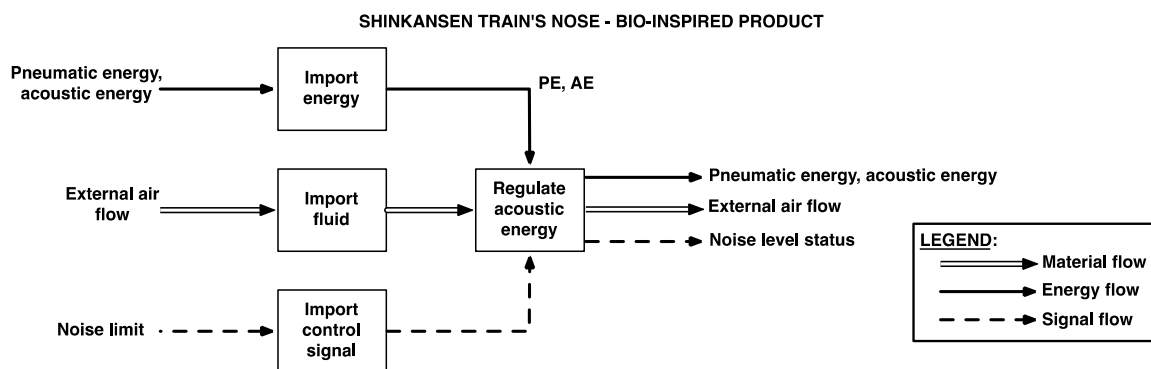 SHINKANSEN TRAIN'S NOSE - BIO-INSPIRED PRODUCT
Pneumatic energy,
acoustic energy
Import
energy
PE, AE
External air
flow
Import
fluid
Regulate
acoustic
energy
Pneumatic energy, acoustic energy
External air flow
Noise level status
Noise limit
Import
control
signal
LEGEND:
Material flow
Energy flow
Signal flow